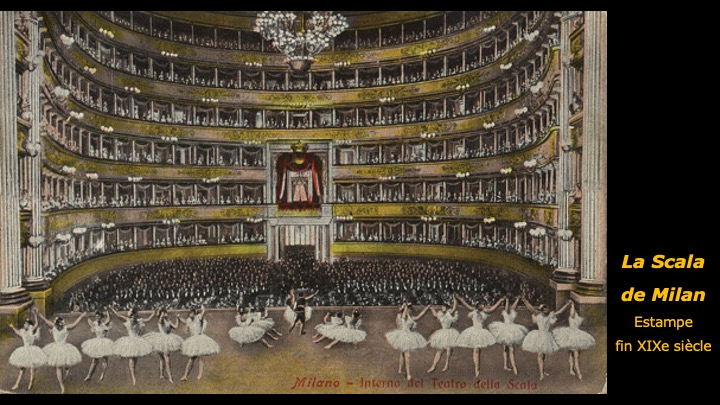 Milano – Interno del Teatro della Scala
La Scala
de Milan
Estampe
fin XIXe siècle